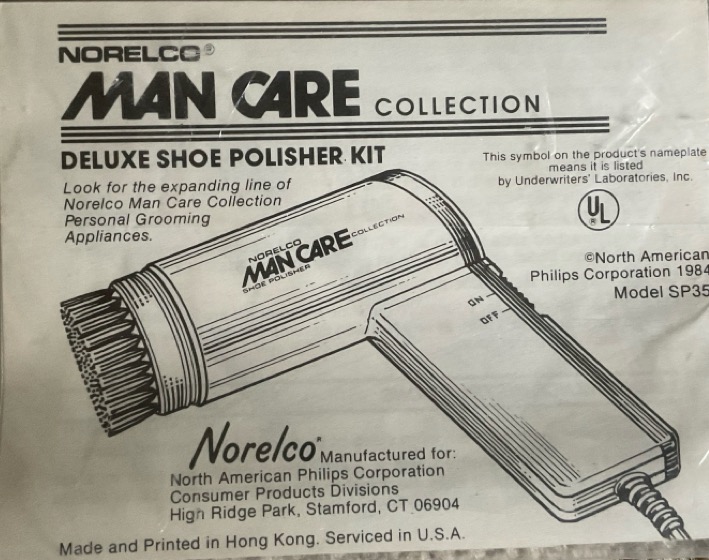 NORELCO®
MAN CARE COLLECTION
DELUXE SHOE POLISHER KIT
Look for the expanding line of
Norelco Man Care Collection
Personal Grooming
Appliances.
This symbol on the product's nameplate
means it is listed
by Underwriters' Laboratories, Inc.
UL®
©North American
Philips Corporation 1984
Model SP35
NORELCO
MAN CARE COLLECTION
SHOE POLISHER
ON
OFF
Norelco® Manufactured for:
North American Philips Corporation
Consumer Products Divisions
High Ridge Park, Stamford, CT 06904
Made and Printed in Hong Kong. Serviced in U.S.A.